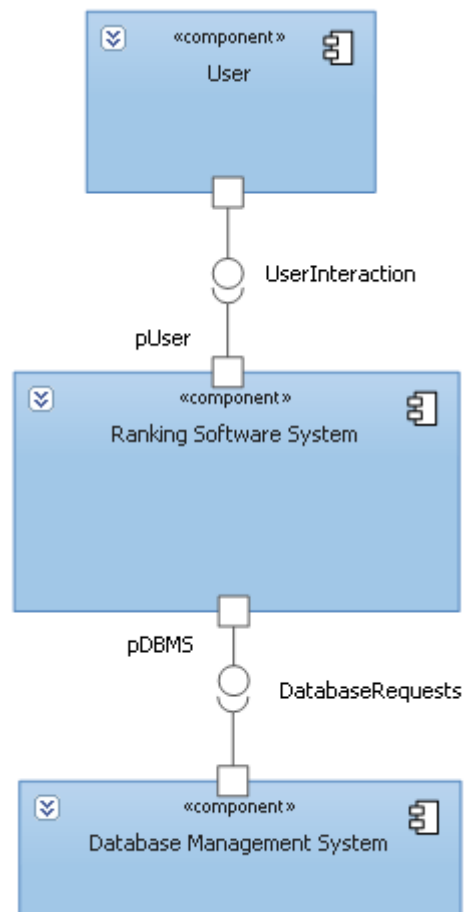 «component»
User
UserInteraction
pUser
«component»
Ranking Software System
pDBMS
DatabaseRequests
«component»
Database Management System